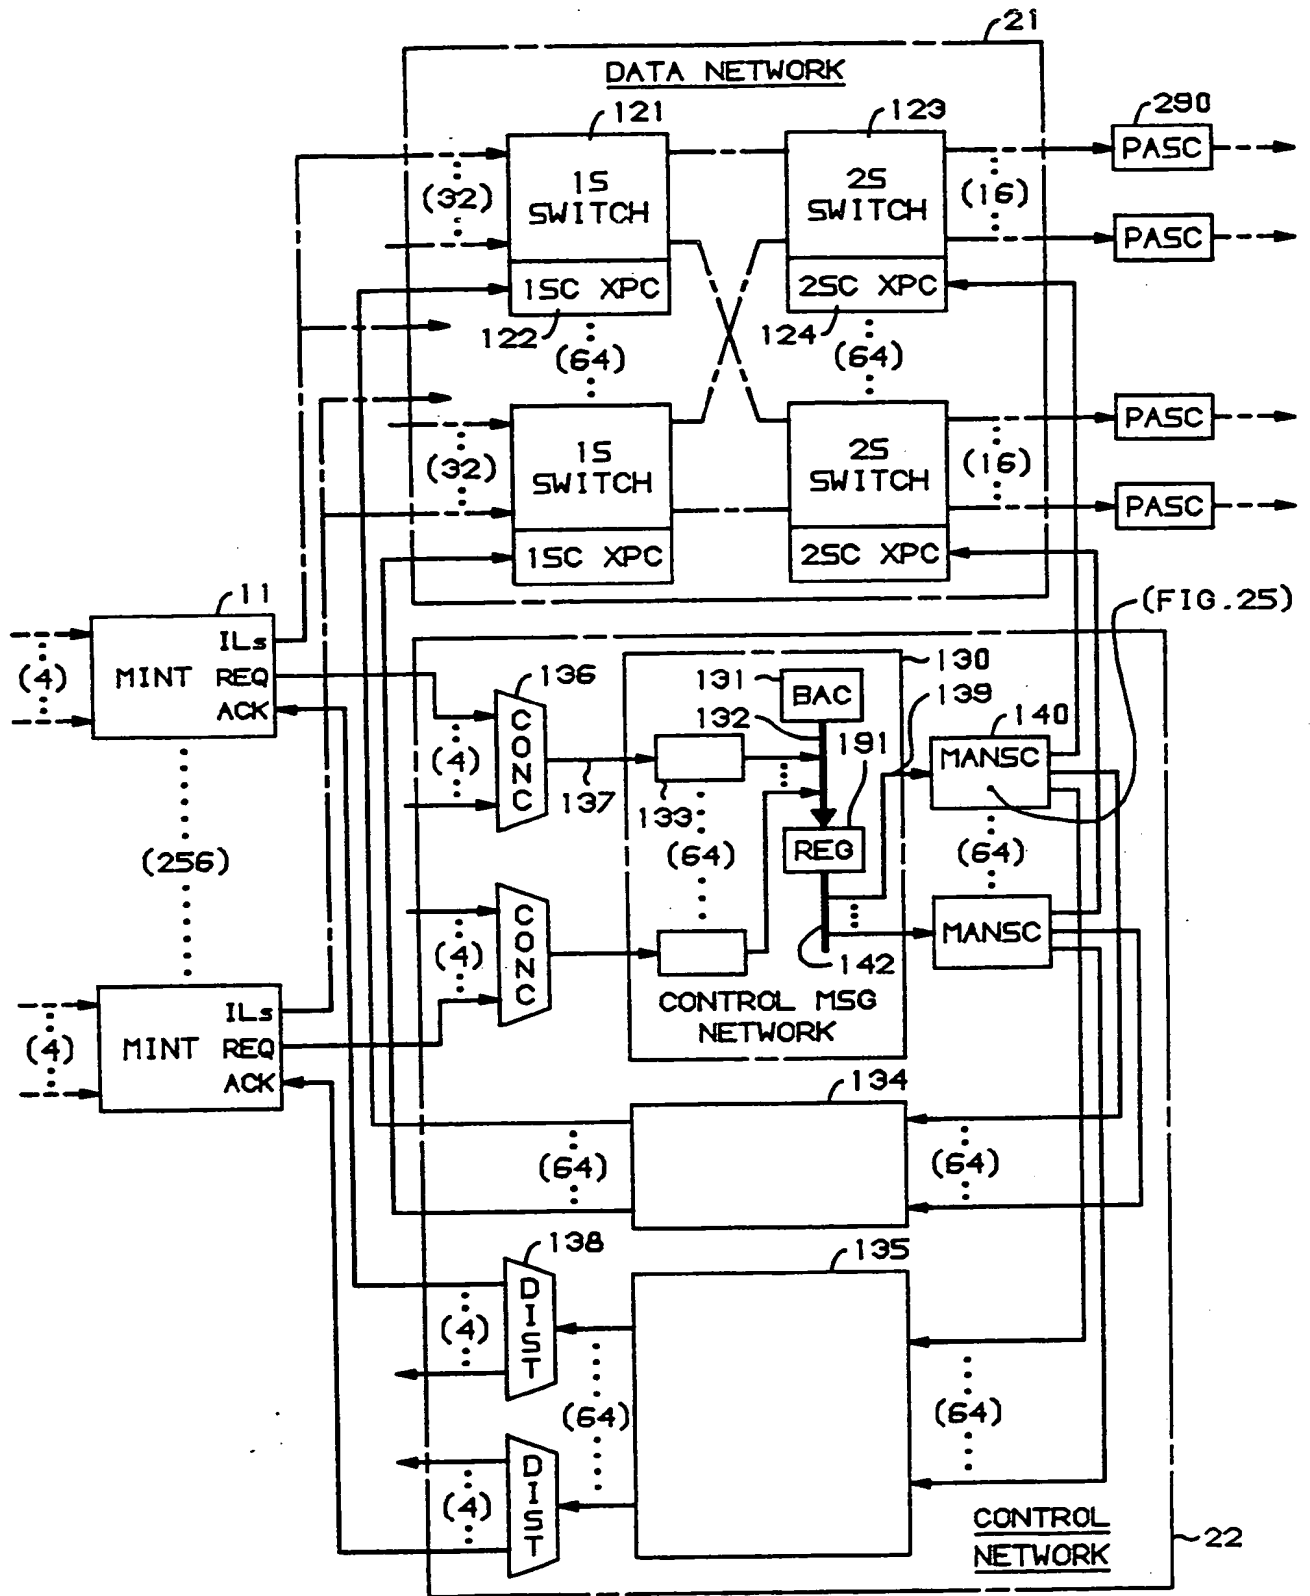 21
DATA NETWORK
121
123
290
1S
SWITCH
2S
SWITCH
PASC
(32)
(16)
PASC
1SC XPC
2SC XPC
122
124
(64)
(64)
(32)
1S
SWITCH
2S
SWITCH
(16)
PASC
PASC
1SC XPC
2SC XPC
(FIG.25)
11
ILs
MINT REQ
ACK
(4)
136
CONC
(4)
137
133
(64)
130
131
BAC
132
139
191
REG
140
MANSC
(64)
MANSC
142
CONTROL MSG
NETWORK
(256)
CONC
(4)
ILs
MINT REQ
ACK
(4)
134
(64)
(64)
138
DIST
(4)
135
(64)
(64)
DIST
(4)
CONTROL
NETWORK
22